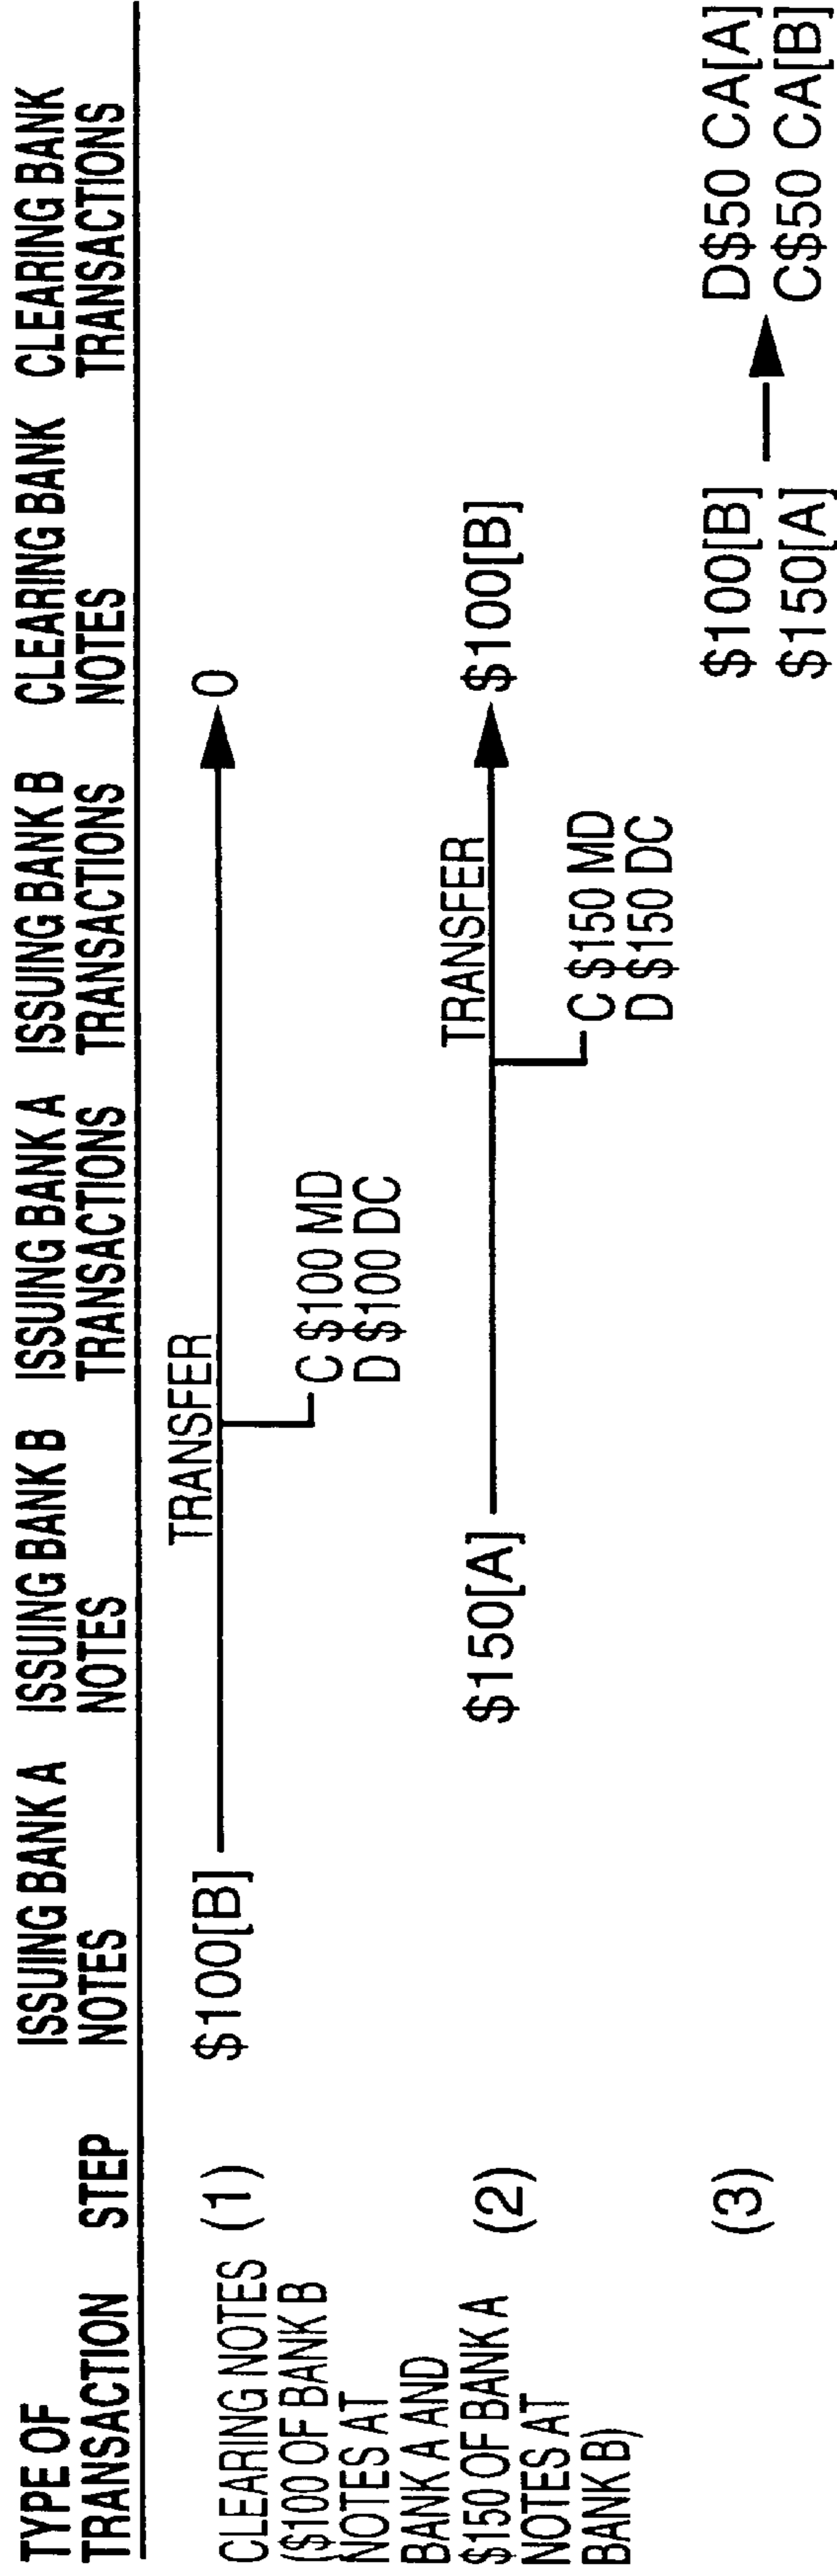 TYPE OF TRANSACTION
STEP
ISSUING BANK A NOTES
ISSUING BANK B NOTES
ISSUING BANK A TRANSACTIONS
ISSUING BANK B TRANSACTIONS
CLEARING BANK NOTES
CLEARING BANK TRANSACTIONS
CLEARING NOTES
($100 OF BANK B
NOTES AT
BANK A AND
$150 OF BANK A
NOTES AT
BANK B)
(1)
$100[B]
TRANSFER
C $100 MD
D $100 DC
0
(2)
$150[A]
TRANSFER
C $150 MD
D $150 DC
$100[B]
(3)
$100[B]
$150[A]
D$50 CA[A]
C$50 CA[B]